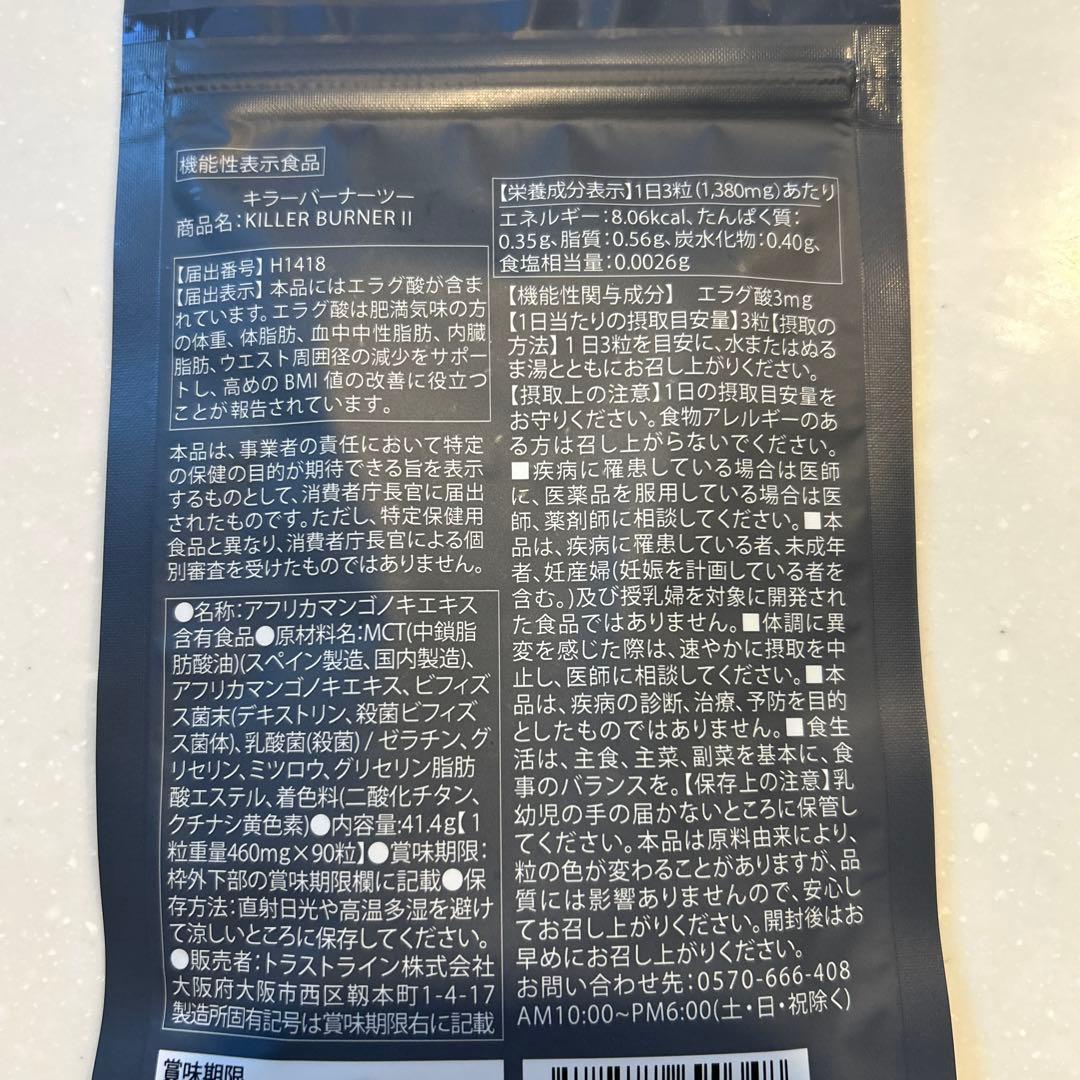 機能性表示食品
キラーバーナーツー
商品名:KILLER BURNER II
【届出番号】H1418
【届出表示】本品にはエラグ酸が含ま
れています。エラグ酸は肥満気味の方
の体重、体脂肪、血中中性脂肪、内臓
脂肪、ウエスト周囲径の減少をサポー
トし、高めのBMI値の改善に役立つ
ことが報告されています。
本品は、事業者の責任において特定
の保健の目的が期待できる旨を表示
するものとして、消費者庁長官に届出
されたものです。ただし、特定保健用
食品と異なり、消費者庁長官による個
別審査を受けたものではありません。
●名称:アフリカマンゴノキエキス
含有食品●原材料名:MCT(中鎖脂
肪酸油)(スペイン製造、国内製造)、
アフリカマンゴノキエキス、ビフィズ
ス菌末(デキストリン、殺菌ビフィズ
ス菌体)、乳酸菌(殺菌) / ゼラチン、グ
リセリン、ミツロウ、グリセリン脂肪
酸エステル、着色料(二酸化チタン、
クチナシ黄色素)●内容量:41.4g【1
粒重量460mg×90粒】●賞味期限:
枠外下部の賞味期限欄に記載●保
存方法:直射日光や高温多湿を避け
て涼しいところに保存してください。
●販売者:トラストライン株式会社
大阪府大阪市西区靱本町1-4-17
製造所固有記号は賞味期限右に記載
【栄養成分表示】1日3粒(1,380mg)あたり
エネルギー:8.06kcal、たんぱく質:
0.35g、脂質:0.56g、炭水化物:0.40g、
食塩相当量:0.0026g
【機能性関与成分】 エラグ酸3mg
【1日当たりの摂取目安量】3粒【摂取の
方法】1日3粒を目安に、水またはぬる
ま湯とともにお召し上がりください。
【摂取上の注意】1日の摂取目安量を
お守りください。食物アレルギーのあ
る方は召し上がらないでください。
■疾病に罹患している場合は医師
に、医薬品を服用している場合は医
師、薬剤師に相談してください。■本
品は、疾病に罹患している者、未成年
者、妊産婦(妊娠を計画している者を
含む。)及び授乳婦を対象に開発され
た食品ではありません。■体調に異
変を感じた際は、速やかに摂取を中
止し、医師に相談してください。■本
品は、疾病の診断、治療、予防を目的
としたものではありません。■食生
活は、主食、主菜、副菜を基本に、食
事のバランスを。【保存上の注意】乳
幼児の手の届かないところに保管し
てください。本品は原料由来により、
粒の色が変わることがありますが、品
質には影響ありませんので、安心し
てお召し上がりください。開封後はお
早めにお召し上がりください。
お問い合わせ先:0570-666-408
AM10:00~PM6:00(土・日・祝除く)
賞味期限